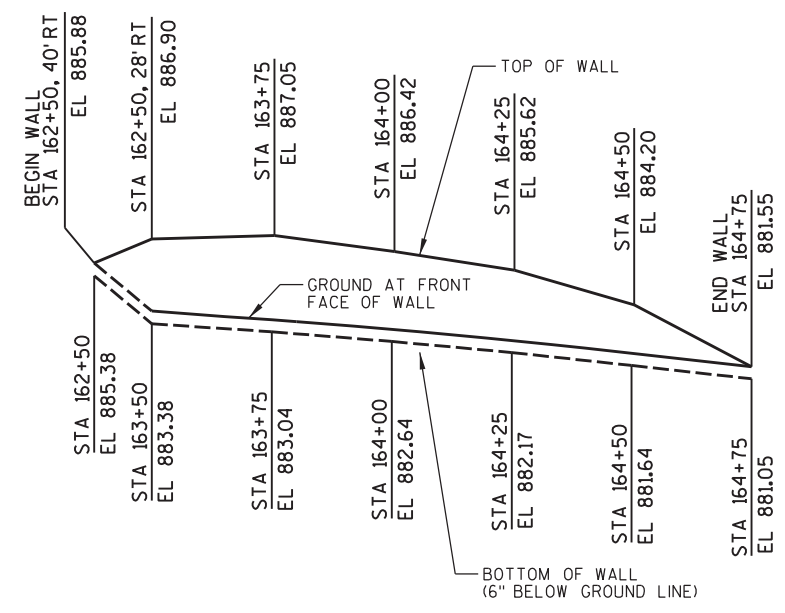 BEGIN WALL
STA 162+50, 40' RT
EL 885.88
STA 162+50, 28' RT
EL 886.90
STA 163+75
EL 887.05
STA 164+00
EL 886.42
STA 164+25
EL 885.62
STA 164+50
EL 884.20
END WALL
STA 164+75
EL 881.55
TOP OF WALL
GROUND AT FRONT
FACE OF WALL
STA 162+50
EL 885.38
STA 163+50
EL 883.38
STA 163+75
EL 883.04
STA 164+00
EL 882.64
STA 164+25
EL 882.17
STA 164+50
EL 881.64
STA 164+75
EL 881.05
BOTTOM OF WALL
(6" BELOW GROUND LINE)